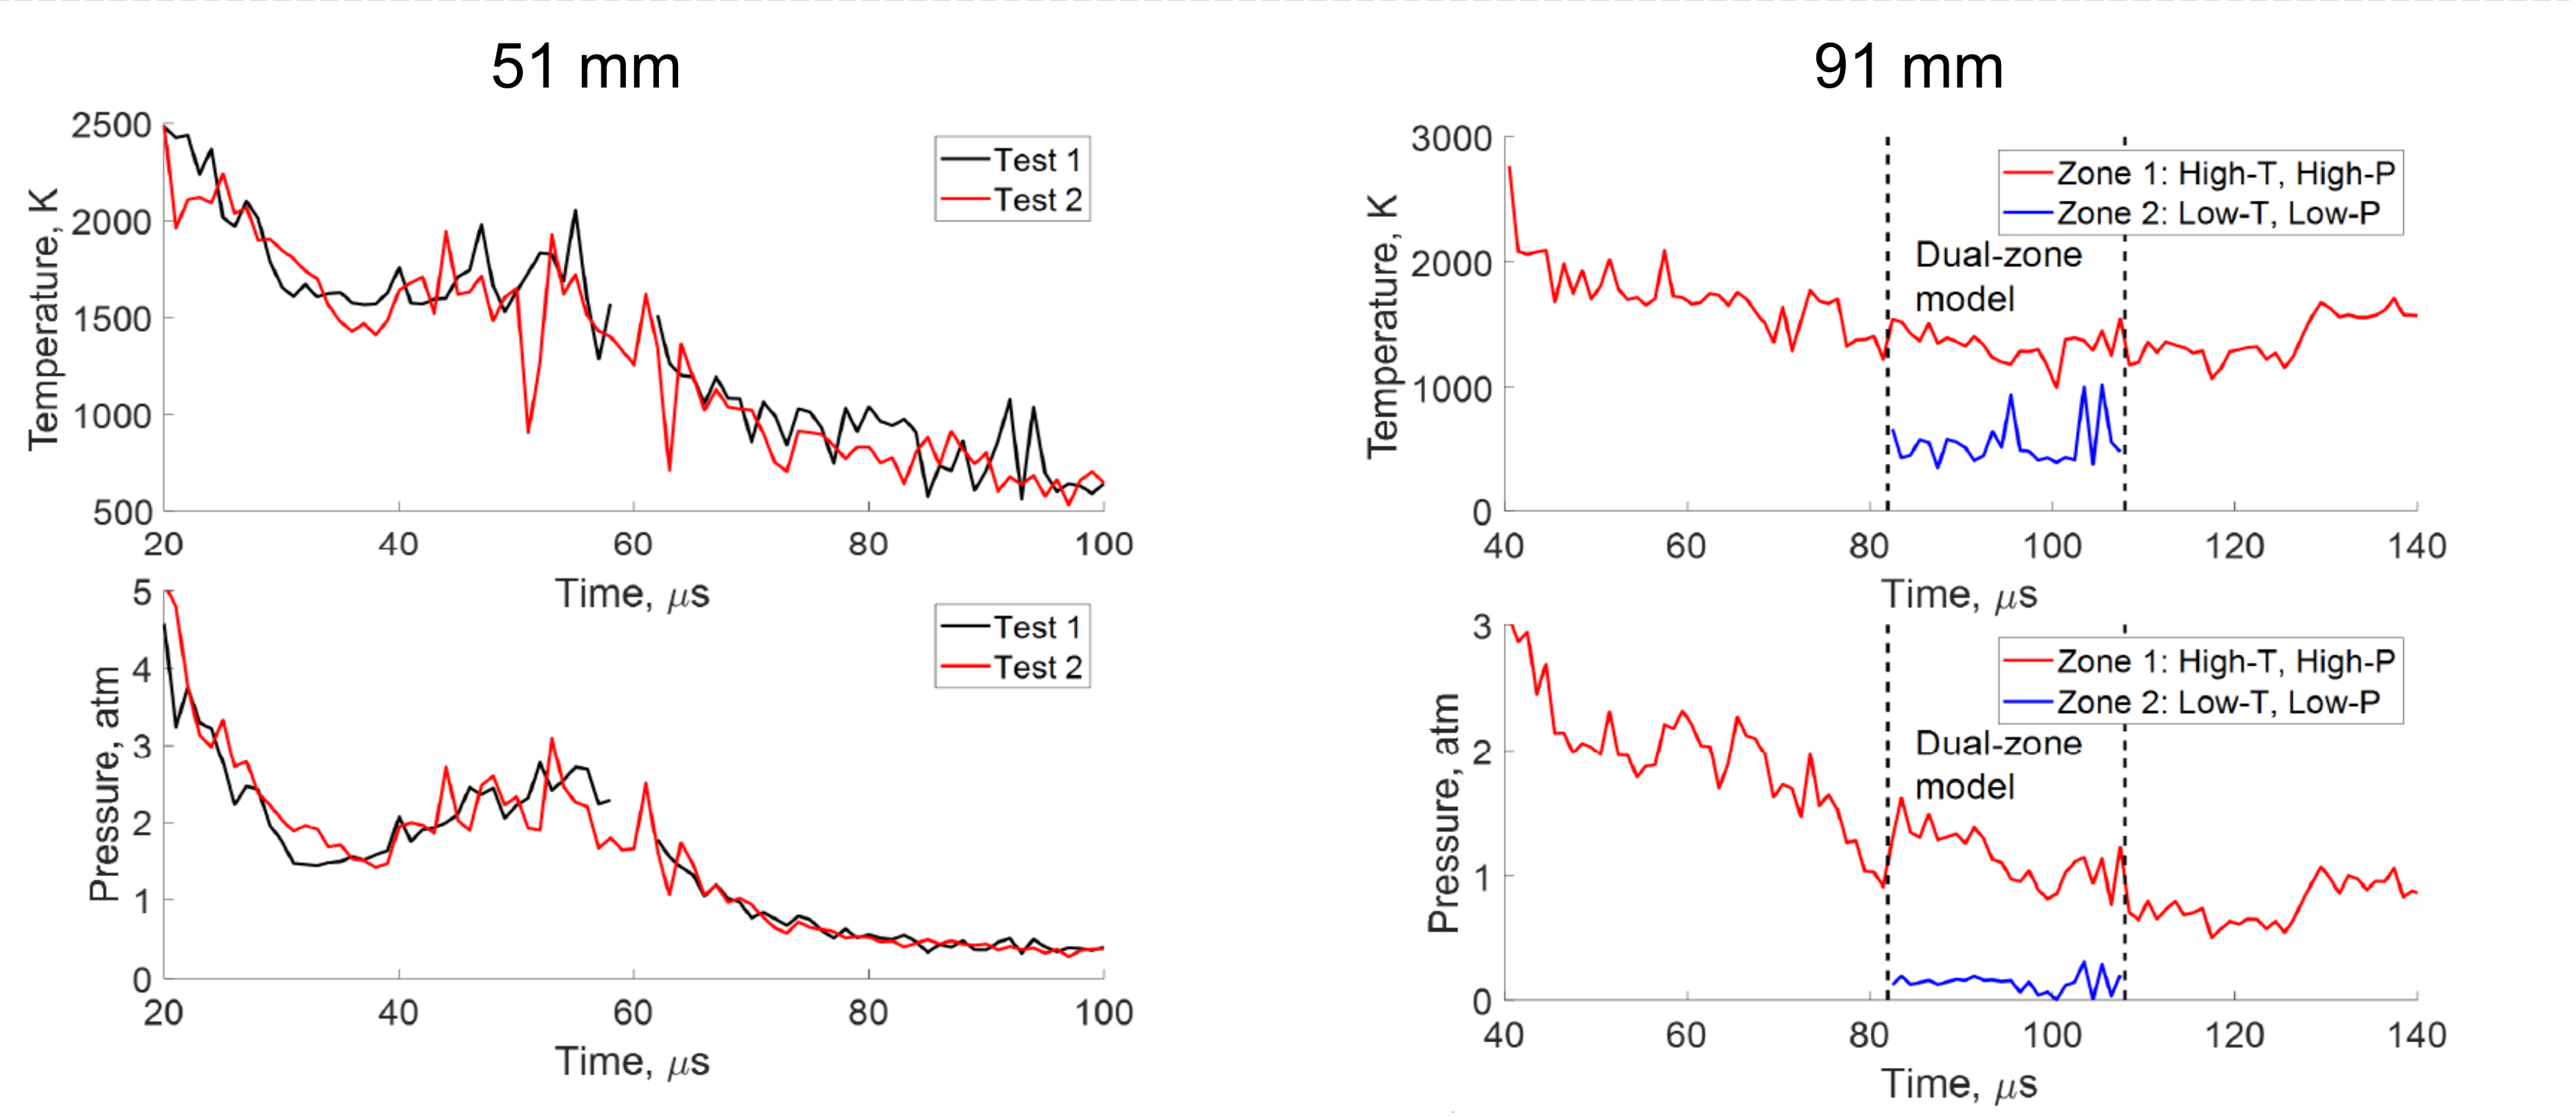 51 mm
2500
2000
1500
1000
500
Temperature, K
Test 1
Test 2
20 40 60 80 100
Time, μs
5
4
3
2
1
0
Pressure, atm
Test 1
Test 2
20 40 60 80 100
Time, μs
91 mm
3000
2000
1000
0
Temperature, K
Zone 1: High-T, High-P
Zone 2: Low-T, Low-P
Dual-zone
model
40 60 80 100 120 140
Time, μs
3
2
1
0
Pressure, atm
Zone 1: High-T, High-P
Zone 2: Low-T, Low-P
Dual-zone
model
40 60 80 100 120 140
Time, μs